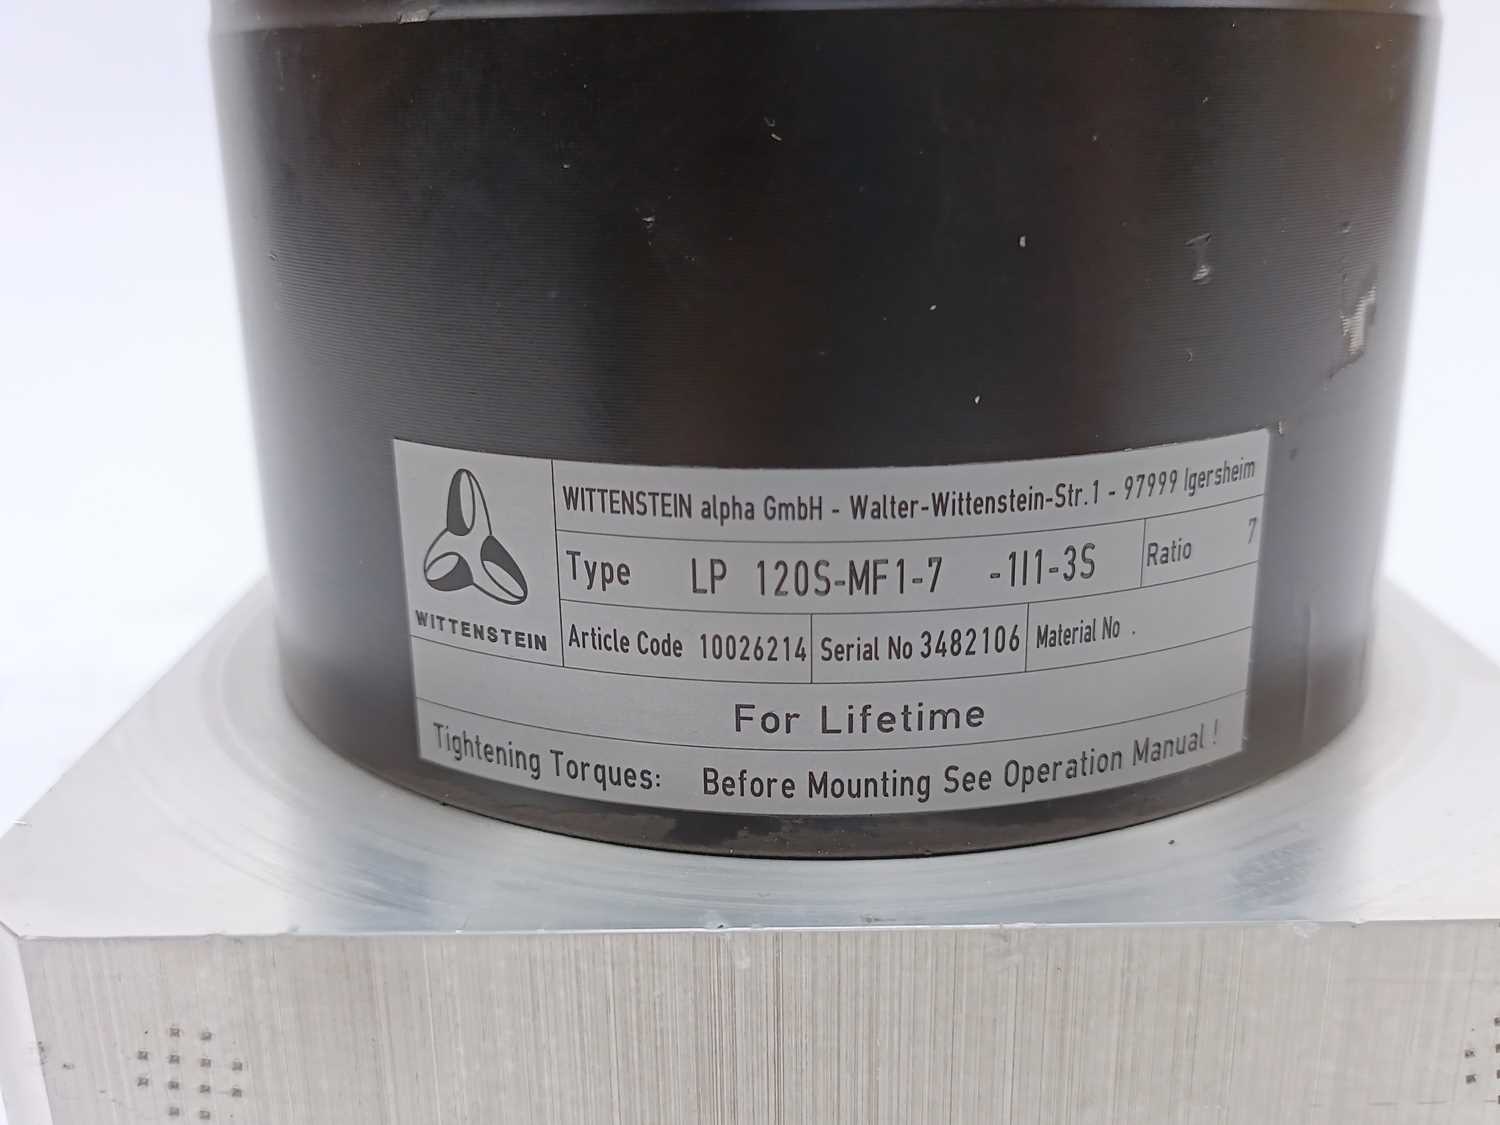 WITTENSTEIN alpha GmbH - Walter-Wittenstein-Str.1 - 97999 Igersheim
Type LP 120S-MF1-7 -1I1-3S Ratio 7
WITTENSTEIN
Article Code 10026214 Serial No 3482106 Material No .
For Lifetime
Tightening Torques: Before Mounting See Operation Manual !